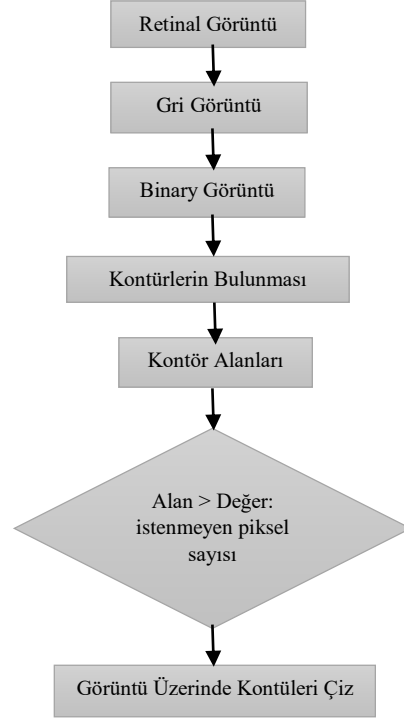 Retinal Görüntü
Gri Görüntü
Binary Görüntü
Kontürlerin Bulunması
Kontör Alanları
Alan > Değer:
istenmeyen piksel
sayısı
Görüntü Üzerinde Kontüleri Çiz